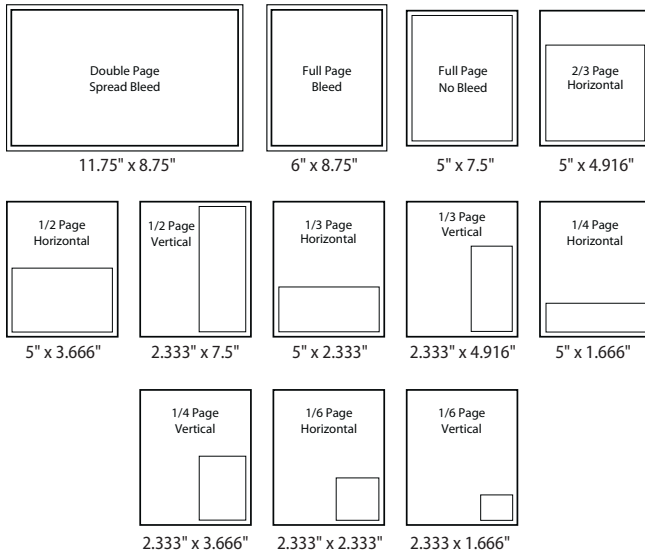 Double Page
Spread Bleed
11.75" x 8.75"
Full Page
Bleed
6" x 8.75"
Full Page
No Bleed
5" x 7.5"
2/3 Page
Horizontal
5" x 4.916"
1/2 Page
Horizontal
5" x 3.666"
1/2 Page
Vertical
2.333" x 7.5"
1/3 Page
Horizontal
5" x 2.333"
1/3 Page
Vertical
2.333" x 4.916"
1/4 Page
Horizontal
5" x 1.666"
1/4 Page
Vertical
2.333" x 3.666"
1/6 Page
Horizontal
2.333" x 2.333"
1/6 Page
Vertical
2.333 x 1.666"